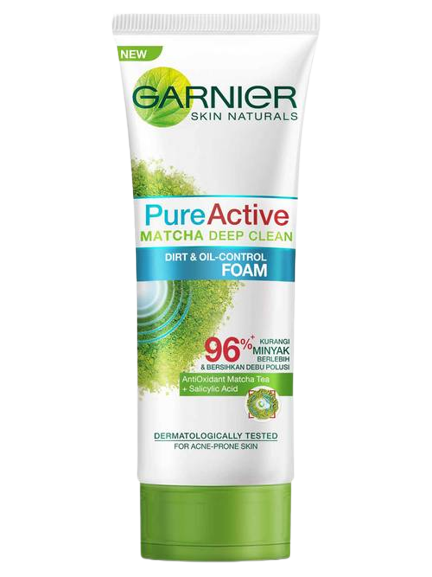 NEW
GARNIER
SKIN NATURALS
PureActive
MATCHA DEEP CLEAN
DIRT & OIL-CONTROL
FOAM
96%+ KURANGI
MINYAK
BERLEBIH
& BERSIHKAN DEBU POLUSI
AntiOxidant Matcha Tea
+ Salicylic Acid
DERMATOLOGICALLY TESTED
FOR ACNE-PRONE SKIN